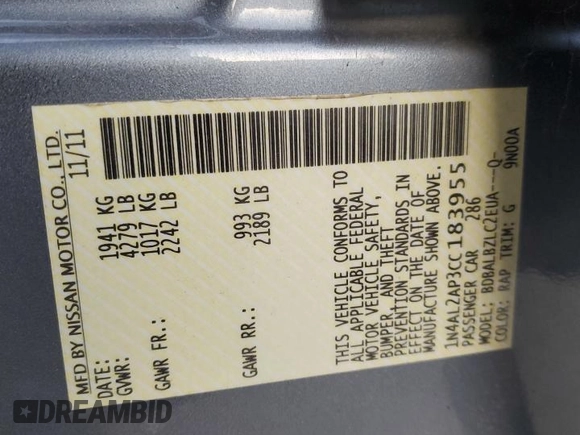 MFD BY NISSAN MOTOR CO., LTD.
DATE: 11/11
GVWR: 1941 KG
4279 LB
GAWR FR.: 1017 KG
2242 LB
GAWR RR.: 993 KG
2189 LB
THIS VEHICLE CONFORMS TO
ALL APPLICABLE FEDERAL
MOTOR VEHICLE SAFETY,
BUMPER, AND THEFT
PREVENTION STANDARDS IN
EFFECT ON THE DATE OF
MANUFACTURE SHOWN ABOVE.
1N4AL2AP3CC183955
PASSENGER CAR 286
MODEL: BDBALBZLC2EUA---Q-
COLOR: RAP TRIM: G 9N00A
DREAMBID